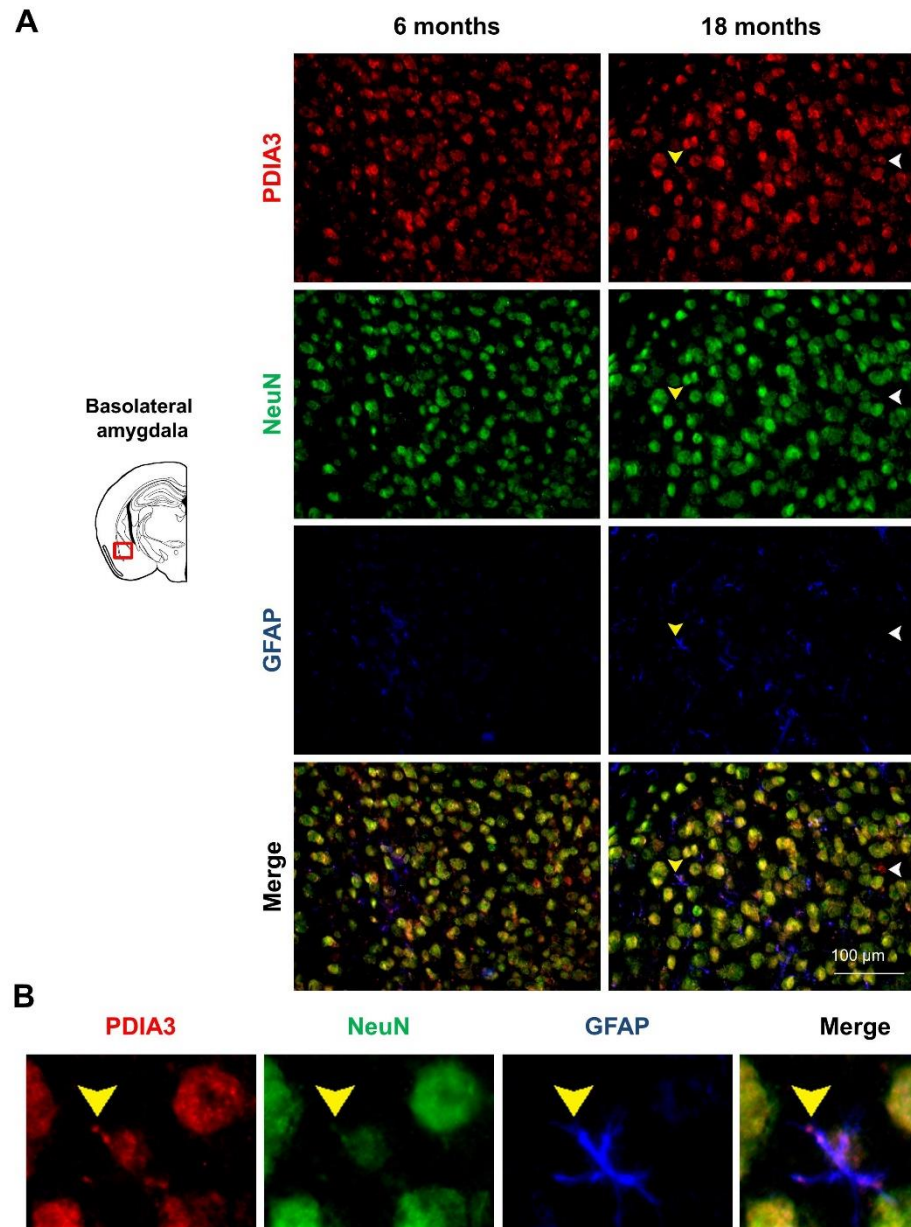 A
6 months
18 months
PDIA3
NeuN
Basolateral
amygdala
GFAP
Merge
100 µm
B
PDIA3
NeuN
GFAP
Merge